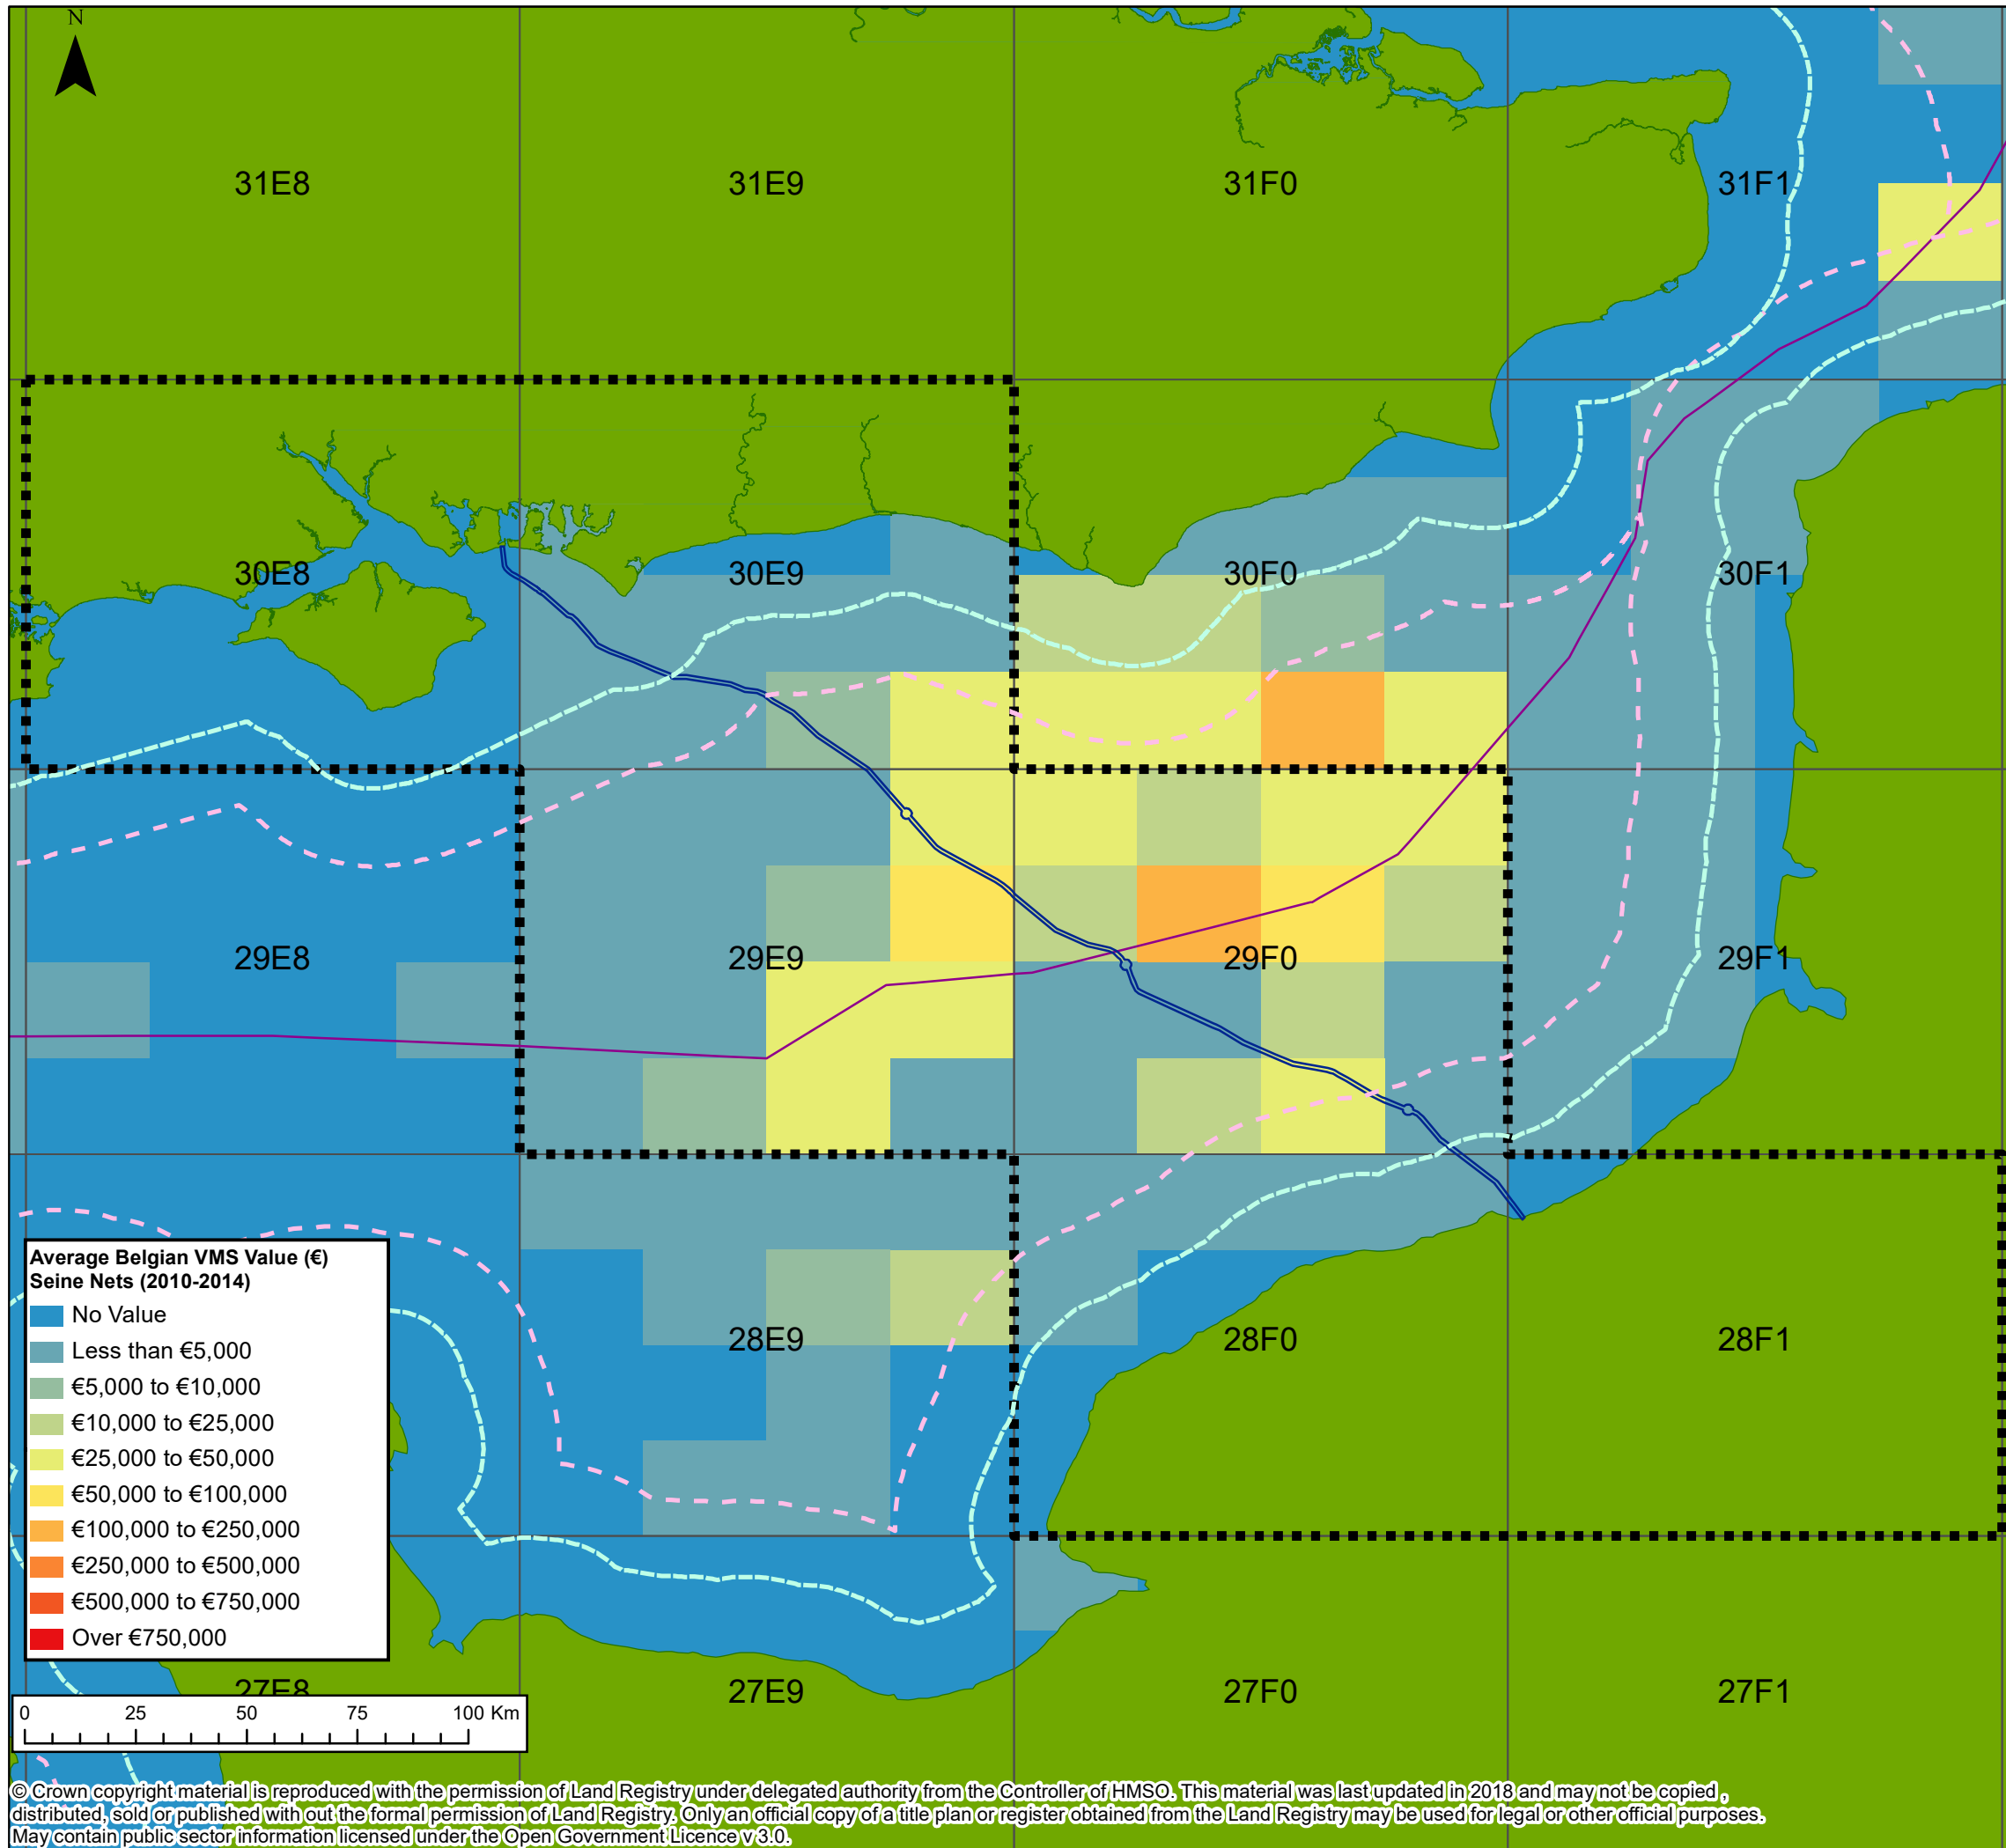 N
31E8 31E9 31F0 31F1
30E8 30E9 30F0 30F1
29E8 29E9 29F0 29F1
28E9 28F0 28F1
Average Belgian VMS Value (€)
Seine Nets (2010-2014)
No Value
Less than €5,000
€5,000 to €10,000
€10,000 to €25,000
€25,000 to €50,000
€50,000 to €100,000
€100,000 to €250,000
€250,000 to €500,000
€500,000 to €750,000
Over €750,000
27E8 27E9 27F0 27F1
0 25 50 75 100 Km
© Crown copyright material is reproduced with the permission of Land Registry under delegated authority from the Controller of HMSO. This material was last updated in 2018 and may not be copied ,
distributed, sold or published with out the formal permission of Land Registry. Only an official copy of a title plan or register obtained from the Land Registry may be used for legal or other official purposes.
May contain public sector information licensed under the Open Government Licence v 3.0.